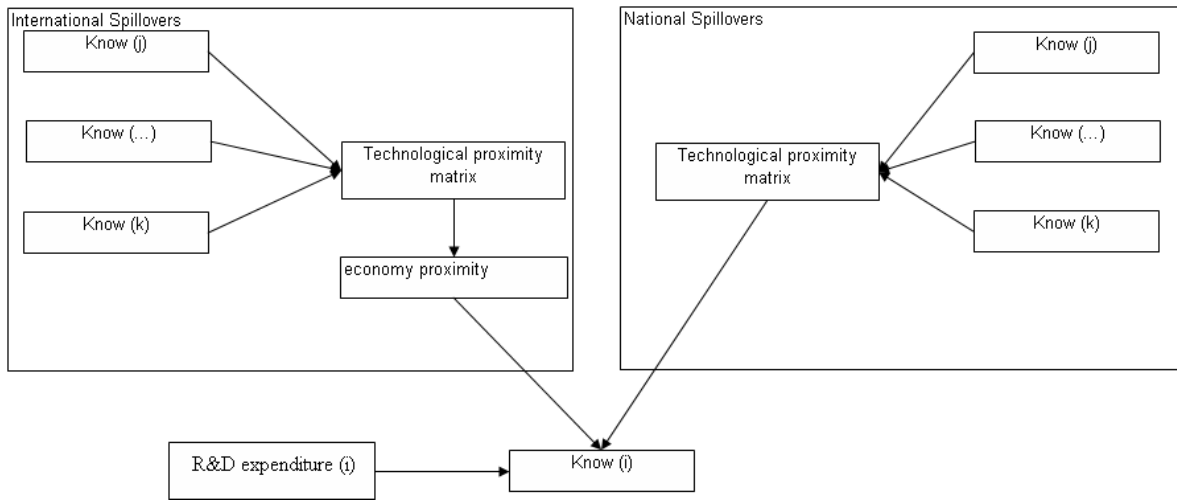 International Spillovers
Know (j)
Know (...)
Know (k)
Technological proximity
matrix
economy proximity
National Spillovers
Know (j)
Know (...)
Know (k)
Technological proximity
matrix
R&D expenditure (i)
Know (i)